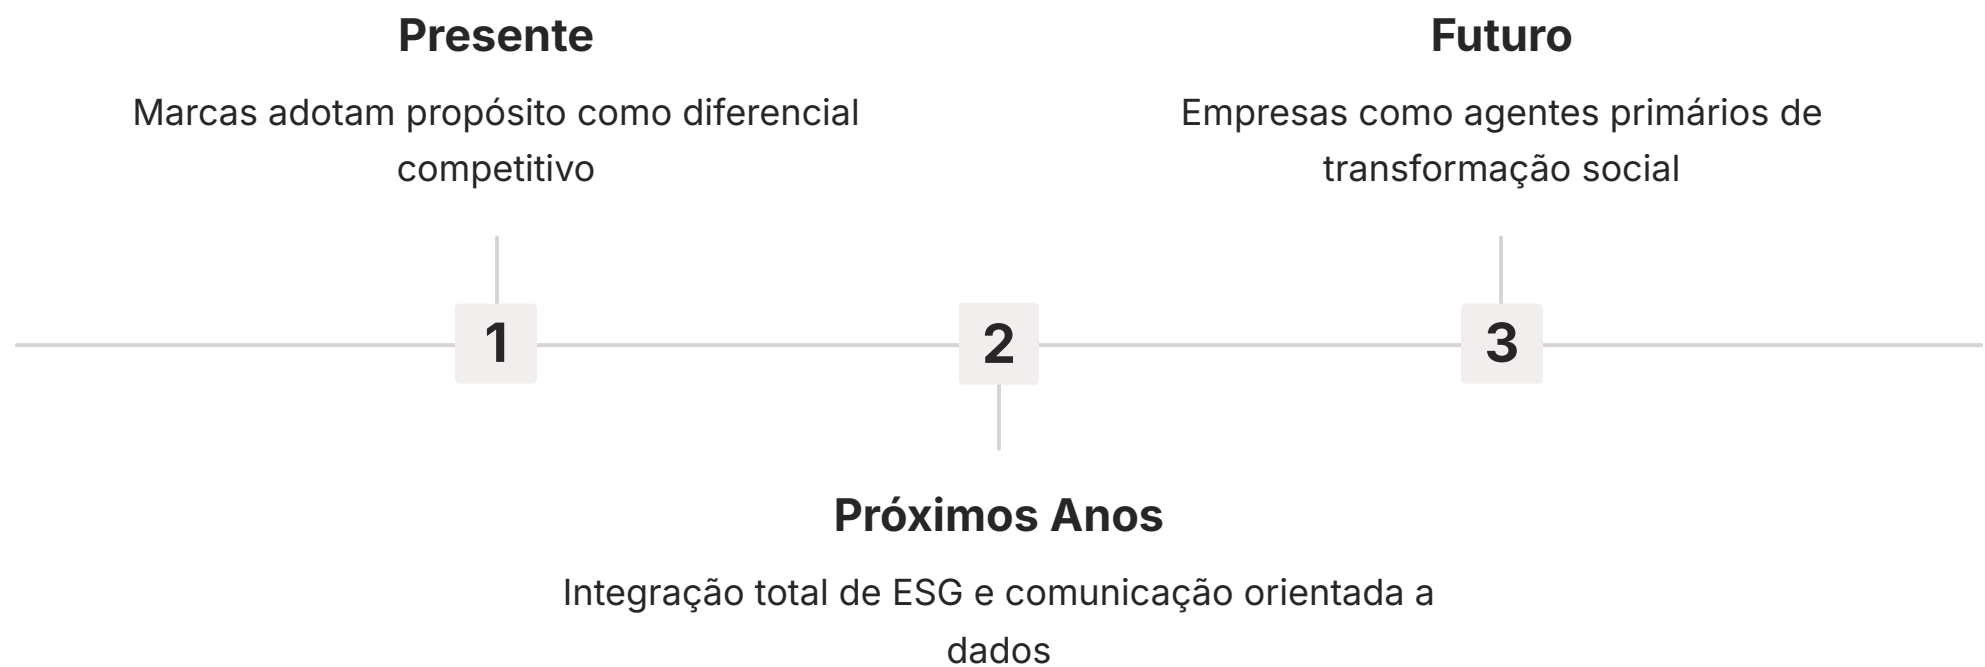 Presente
Marcas adotam propósito como diferencial
competitivo
Futuro
Empresas como agentes primários de
transformação social
1
2
3
Próximos Anos
Integração total de ESG e comunicação orientada a
dados